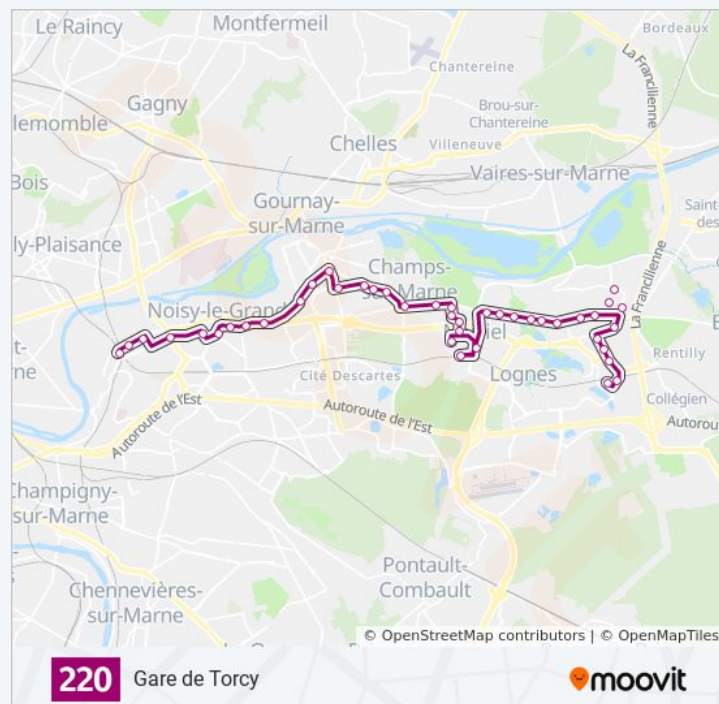 Le Raincy
Montfermeil
Bordeaux
La Francilienne
Chantereine
Gagny
Brou-sur-
Chantereine
lemomble
Chelles
Villeneuve
Bois
Vaires-sur-Marne
Gournay-
sur-Marne
Saint-
des
ly-Plaisance
Champs-
Noisy-le-Grand
La Francilienne
Rentilly
Cité Descartes
Lognes
Collégien
Autoroute de l'Est
Autoroute de l'Est
Autorou
Champigny-
sur-Marne
Pontault-
Combault
Chennevières-
sur-Marne
© OpenStreetMap contributors | © OpenMapTiles
220
Gare de Torcy
moovit